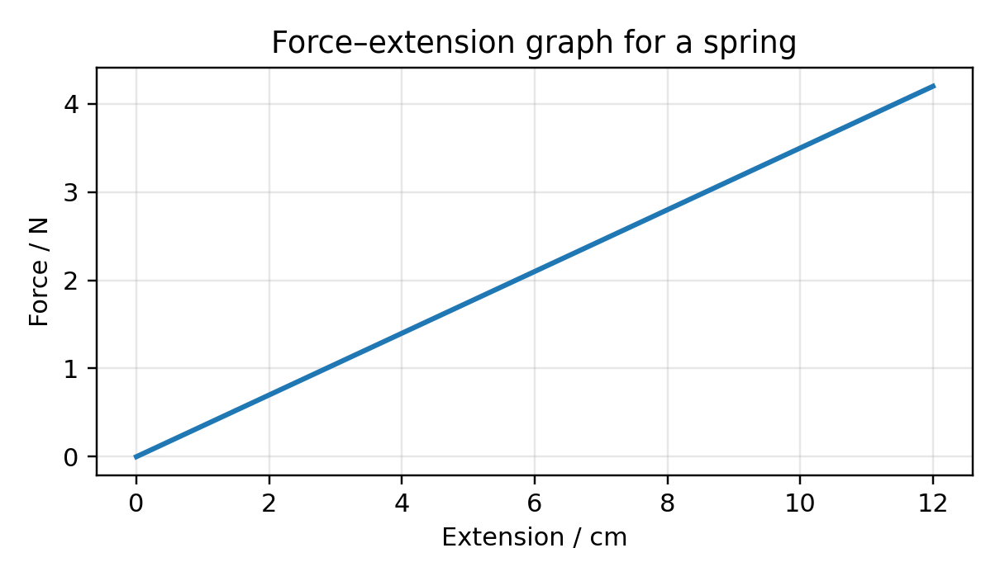 Force–extension graph for a spring
Force / N
4
3
2
1
0
0 2 4 6 8 10 12
Extension / cm